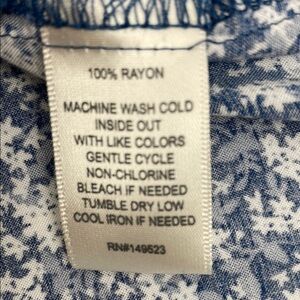 100% RAYON
MACHINE WASH COLD
INSIDE OUT
WITH LIKE COLORS
GENTLE CYCLE
NON-CHLORINE
BLEACH IF NEEDED
TUMBLE DRY LOW
COOL IRON IF NEEDED
RN#149523